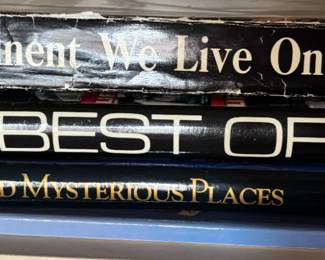 nent We Live On
BEST OF
D MYSTERIOUS PLACES